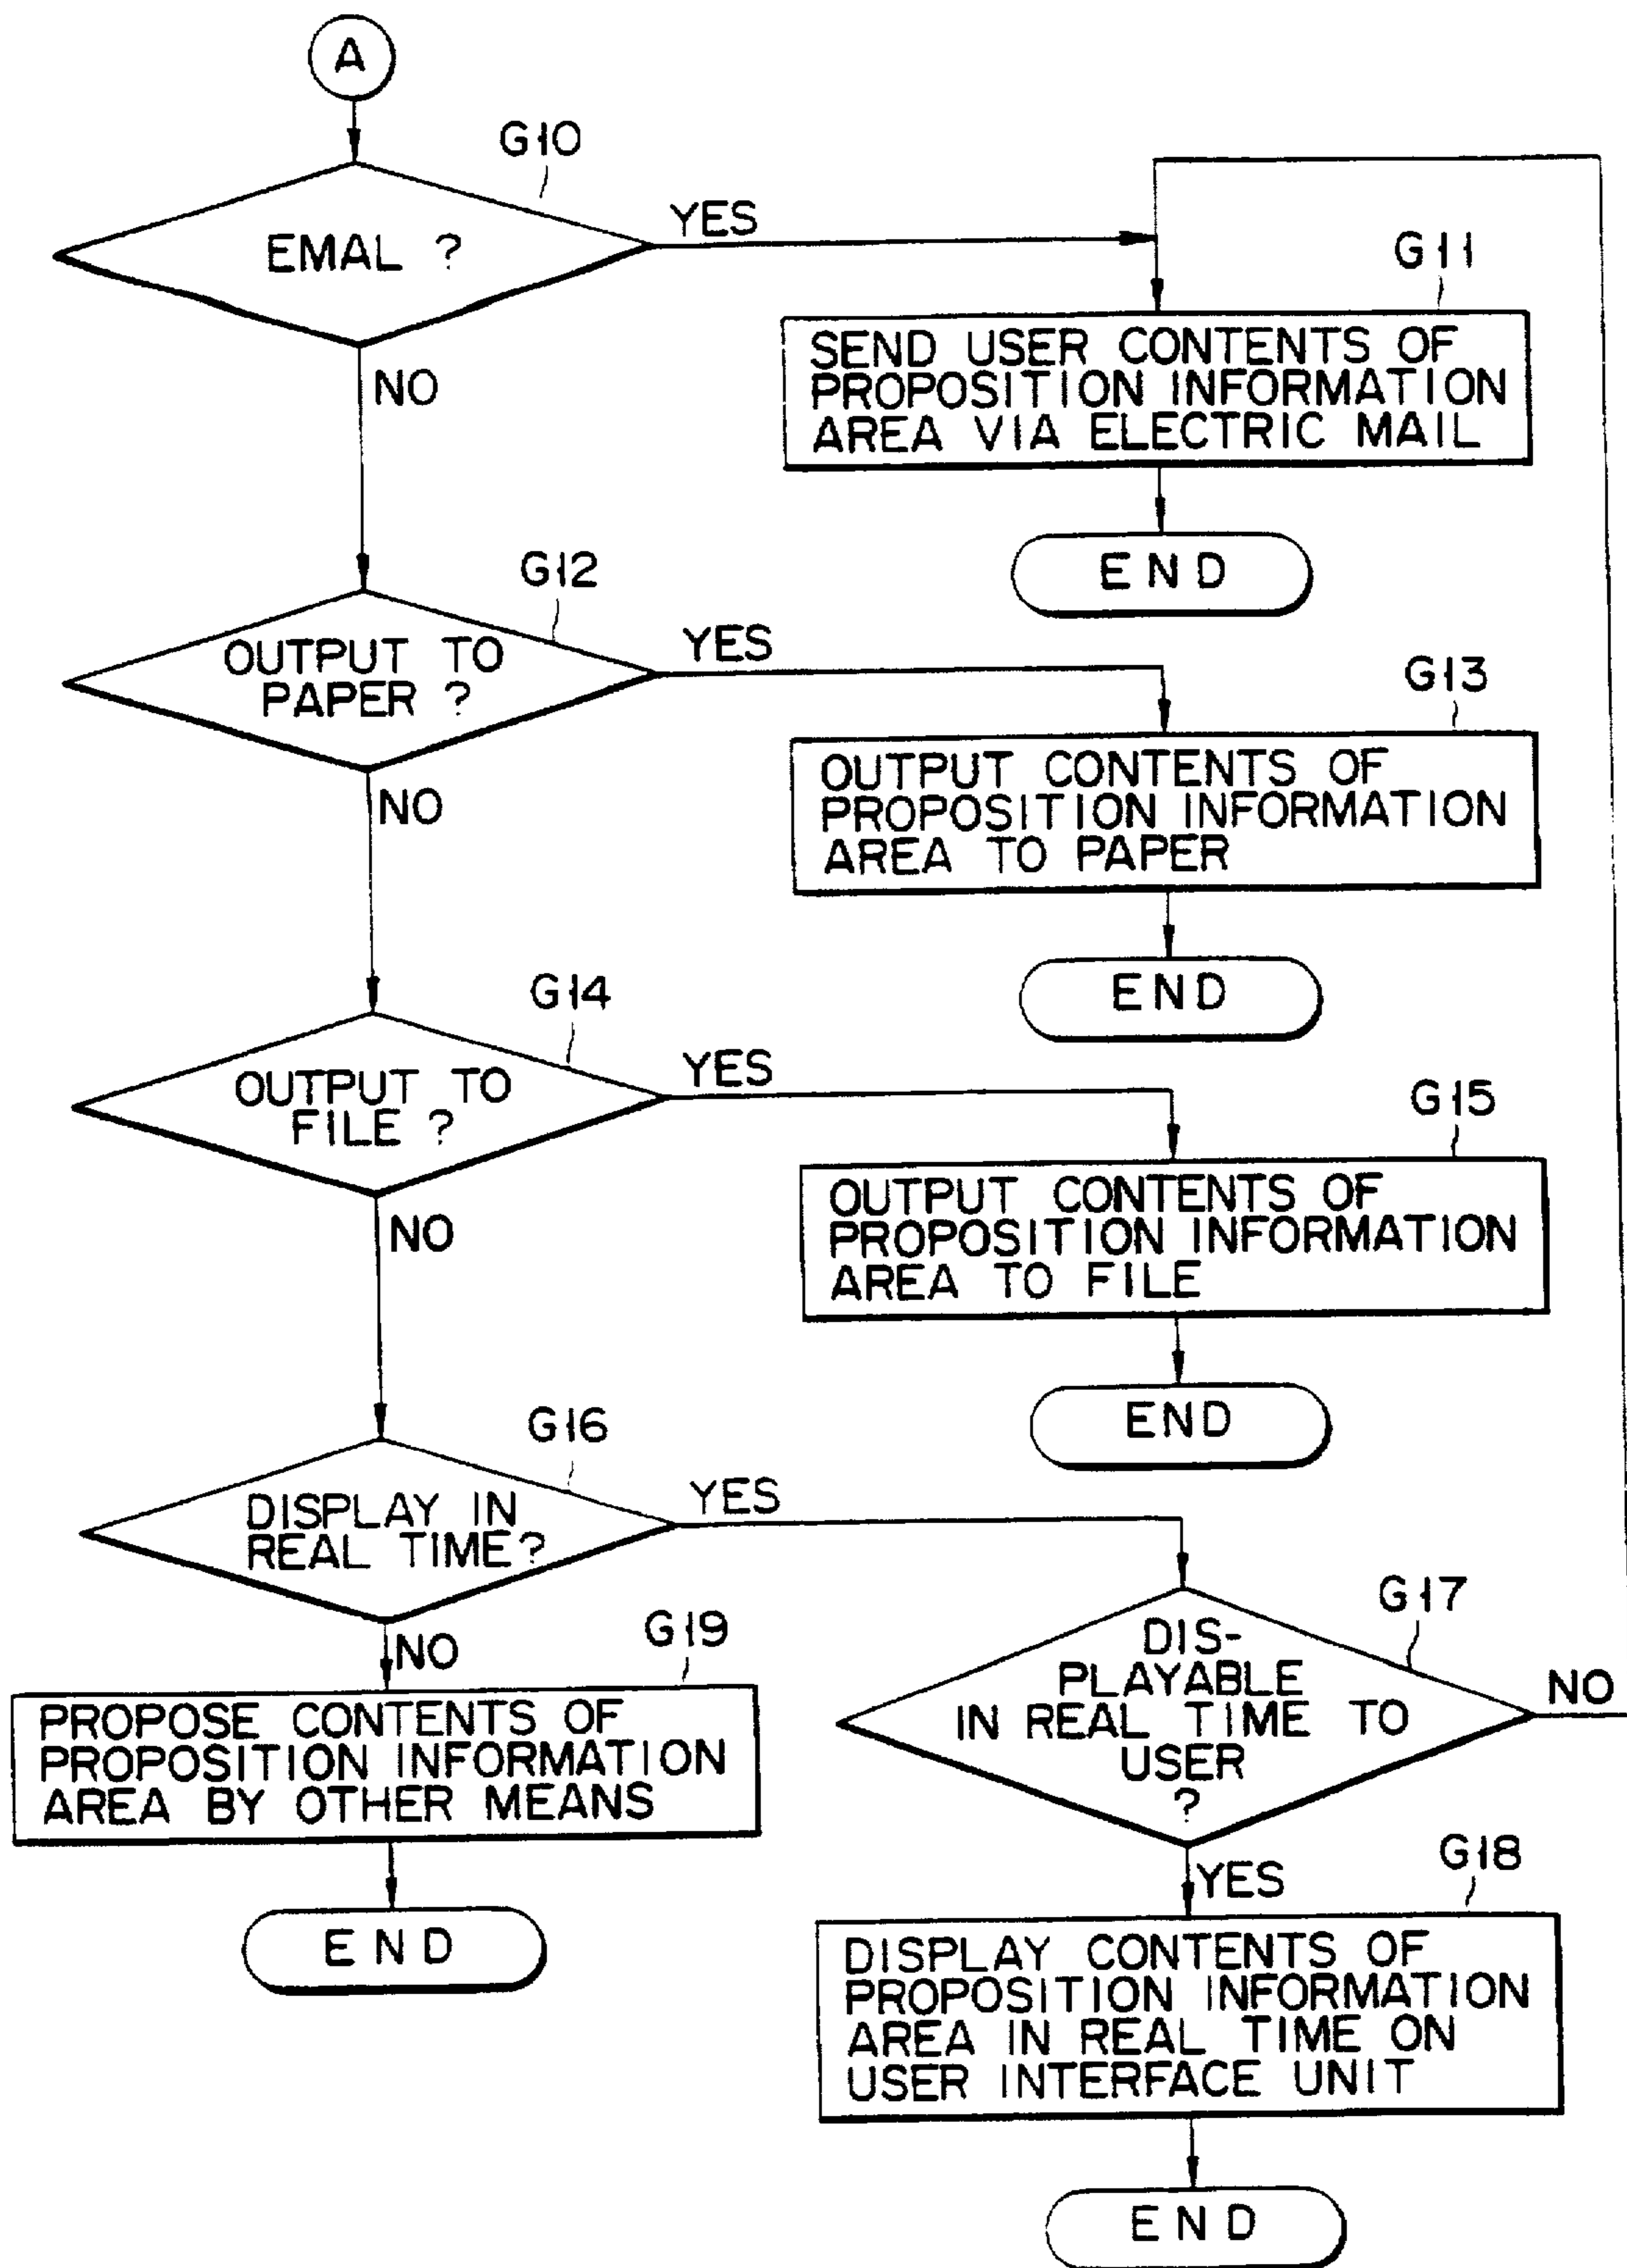 A
G10
EMAL ?
YES
NO
G11
SEND USER CONTENTS OF
PROPOSITION INFORMATION
AREA VIA ELECTRIC MAIL
END
G12
OUTPUT TO
PAPER ?
YES
NO
G13
OUTPUT CONTENTS OF
PROPOSITION INFORMATION
AREA TO PAPER
END
G14
OUTPUT TO
FILE ?
YES
NO
G15
OUTPUT CONTENTS OF
PROPOSITION INFORMATION
AREA TO FILE
END
G16
DISPLAY IN
REAL TIME?
YES
NO
G17
DIS-
PLAYABLE
IN REAL TIME TO
USER
?
NO
YES
G19
PROPOSE CONTENTS OF
PROPOSITION INFORMATION
AREA BY OTHER MEANS
END
G18
DISPLAY CONTENTS OF
PROPOSITION INFORMATION
AREA IN REAL TIME ON
USER INTERFACE UNIT
END